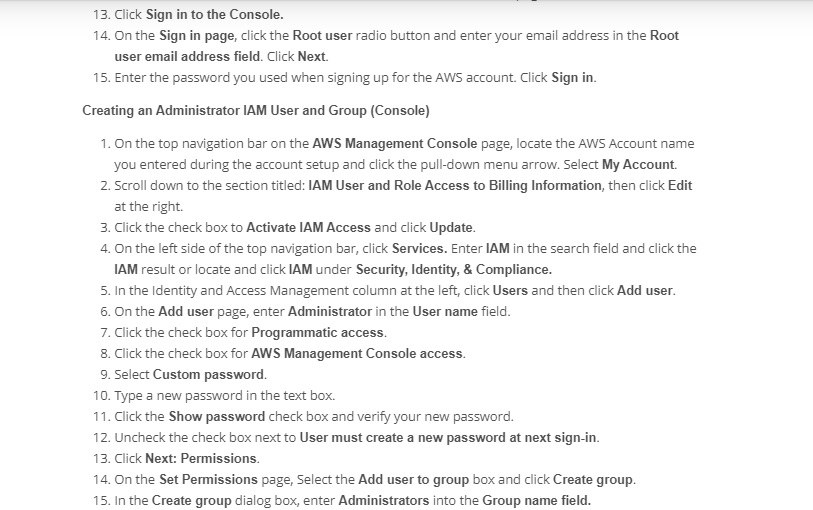 13. Click Sign in to the Console.
14. On the Sign in page, click the Root user radio button and enter your email address in the Root
user email address field. Click Next.
15. Enter the password you used when signing up for the AWS account. Click Sign in.
Creating an Administrator IAM User and Group (Console)
1. On the top navigation bar on the AWS Management Console page, locate the AWS Account name
you entered during the account setup and click the pull-down menu arrow. Select My Account.
2. Scroll down to the section titled: IAM User and Role Access to Billing Information, then click Edit
at the right.
3. Click the check box to Activate IAM Access and click Update.
4. On the left side of the top navigation bar, click Services. Enter IAM in the search field and click the
IAM result or locate and click IAM under Security, Identity, & Compliance.
5. In the Identity and Access Management column at the left, click Users and then click Add user.
6. On the Add user page, enter Administrator in the User name field.
7. Click the check box for Programmatic access.
8. Click the check box for AWS Management Console access.
9. Select Custom password.
10. Type a new password in the text box.
11. Click the Show password check box and verify your new password.
12. Uncheck the check box next to User must create a new password at next sign-in.
13. Click Next: Permissions.
14. On the Set Permissions page, Select the Add user to group box and click Create group.
15. In the Create group dialog box, enter Administrators into the Group name field.